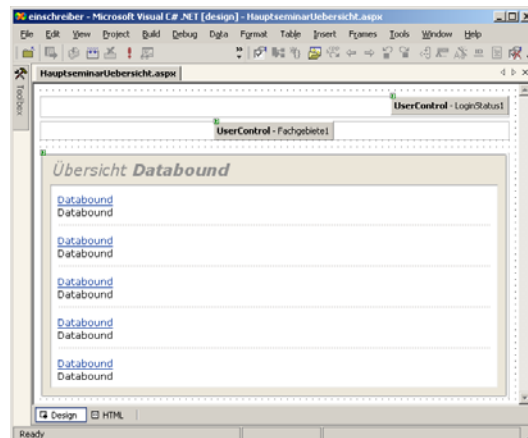 einschreiber - Microsoft Visual C# .NET [design] - HauptseminarUebersicht.aspx
File Edit View Project Build Debug Data Format Table Insert Frames Tools Window Help
HauptseminarUebersicht.aspx
Toolbox
UserControl - LoginStatus1
UserControl - Fachgebiete1
Übersicht Databound
Databound
Databound
Databound
Databound
Databound
Databound
Databound
Databound
Databound
Databound
Design HTML
Ready